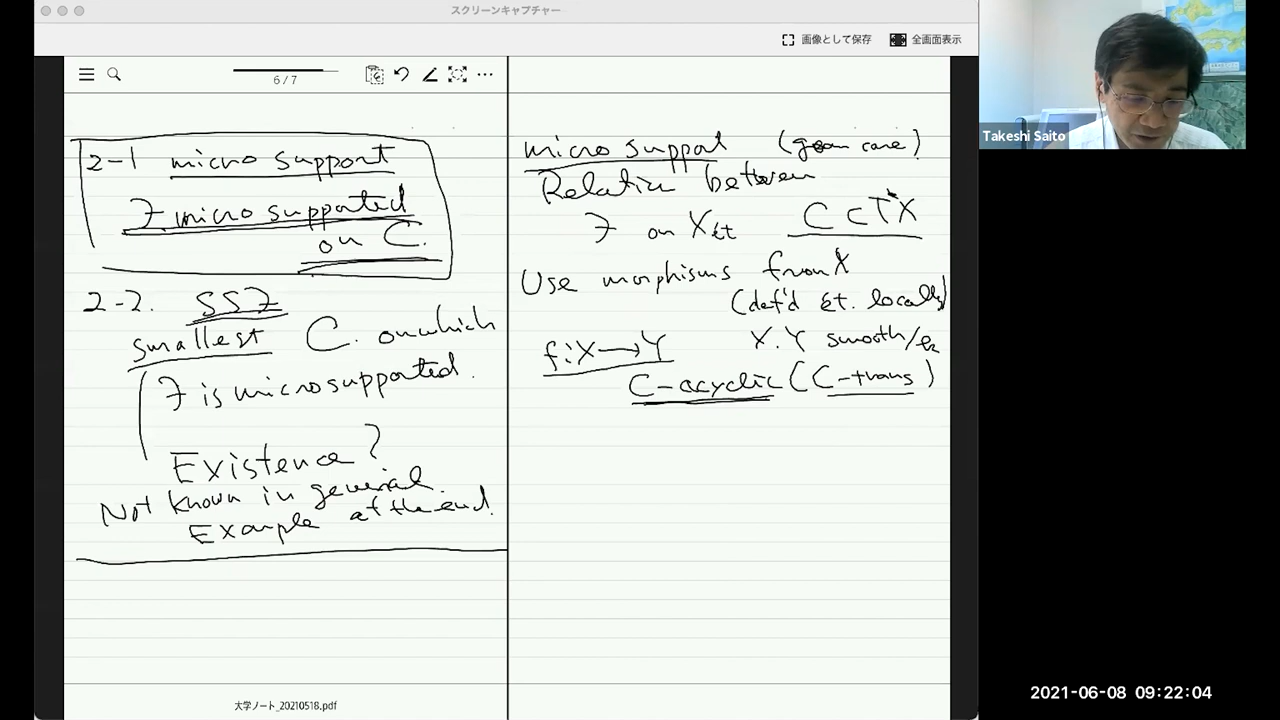 スクリーンキャプチャー
画像として保存
全画面表示
6/7
2-1 micro support
F micro supported
on C.
2-2. SSF
smallest C. on which
F is micro supported.
Existence?
Not known in general.
Example at the end.
大学ノート_20210518.pdf
micro support (geom case)
Relation between
F on Xét C ⊂ T*X
Use morphisms from X
(def'd ét. locally)
f: X → Y X. Y smooth/k
C-acyclic (C-trans)
Takeshi Saito
2021-06-08 09:22:04